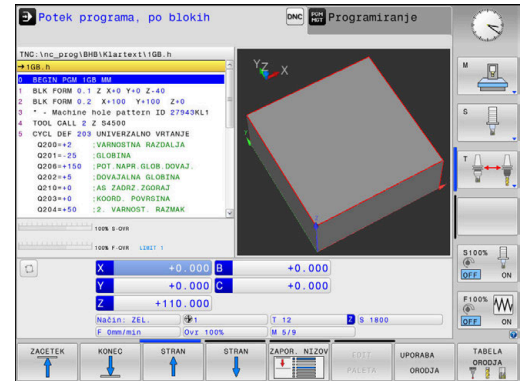 Potek programa, po blokih
DNC
PGM MGT
Programiranje
TNC:\nc_prog\BHB\Klartext\1GB.h
→1GB.h
0 BEGIN PGM 1GB MM
1 BLK FORM 0.1 Z X+0 Y+0 Z-40
2 BLK FORM 0.2 X+100 Y+100 Z+0
3 * - Machine hole pattern ID 27943KL1
4 TOOL CALL 2 Z S4500
5 CYCL DEF 203 UNIVERZALNO VRTANJE
Q200=+2 ;VARNOSTNA RAZDALJA
Q201=-25 ;GLOBINA
Q206=+150 ;POT.NAPR.GLOB.DOVAJ.
Q202=+5 ;DOVAJALNA GLOBINA
Q210=+0 ;AS ZADRZ.ZGORAJ
Q203=+0 ;KOORD. POVRSINA
Q204=+50 ;2. VARNOST. RAZMAK
Y Z X
M
S
T
100% S-OVR
100% F-OVR LIMIT 1
X +0.000 B +0.000
Y +0.000 C +0.000
Z +110.000
Način: ZEL. 1 T 12 Z S 1800
F 0mm/min Ovr 100% M 5/9
S100%
OFF ON
F100%
OFF ON
ZACETEK
KONEC
STRAN
STRAN
ZAPOR. NIZOV
EDIT PALETA
UPORABA ORODJA
TABELA ORODJA